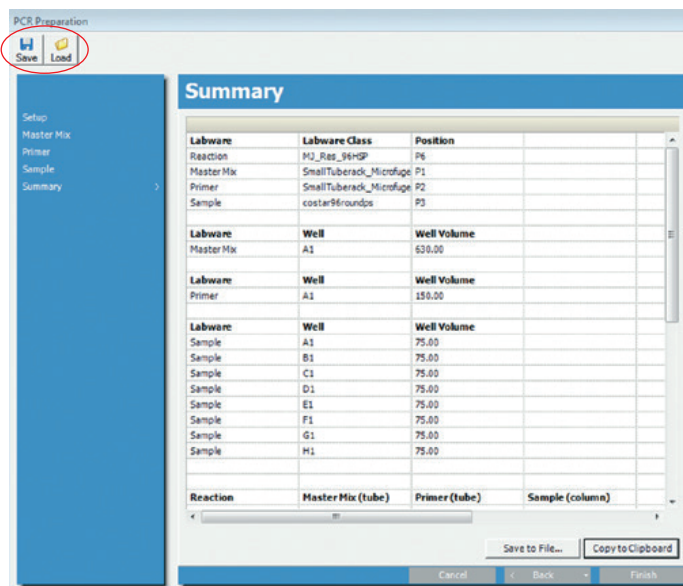 PCR Preparation
Save Load
Summary
Setup
Master Mix
Primer
Sample
Summary
Labware Labware Class Position
Reaction MJ_Res_96HSP P6
Master Mix SmallTuberack_Microfuge P1
Primer SmallTuberack_Microfuge P2
Sample costar96roundps P3
Labware Well Well Volume
Master Mix A1 630.00
Labware Well Well Volume
Primer A1 150.00
Labware Well Well Volume
Sample A1 75.00
Sample B1 75.00
Sample C1 75.00
Sample D1 75.00
Sample E1 75.00
Sample F1 75.00
Sample G1 75.00
Sample H1 75.00
Reaction Master Mix (tube) Primer (tube) Sample (column)
Save to File... Copy to Clipboard
Cancel < Back Finish